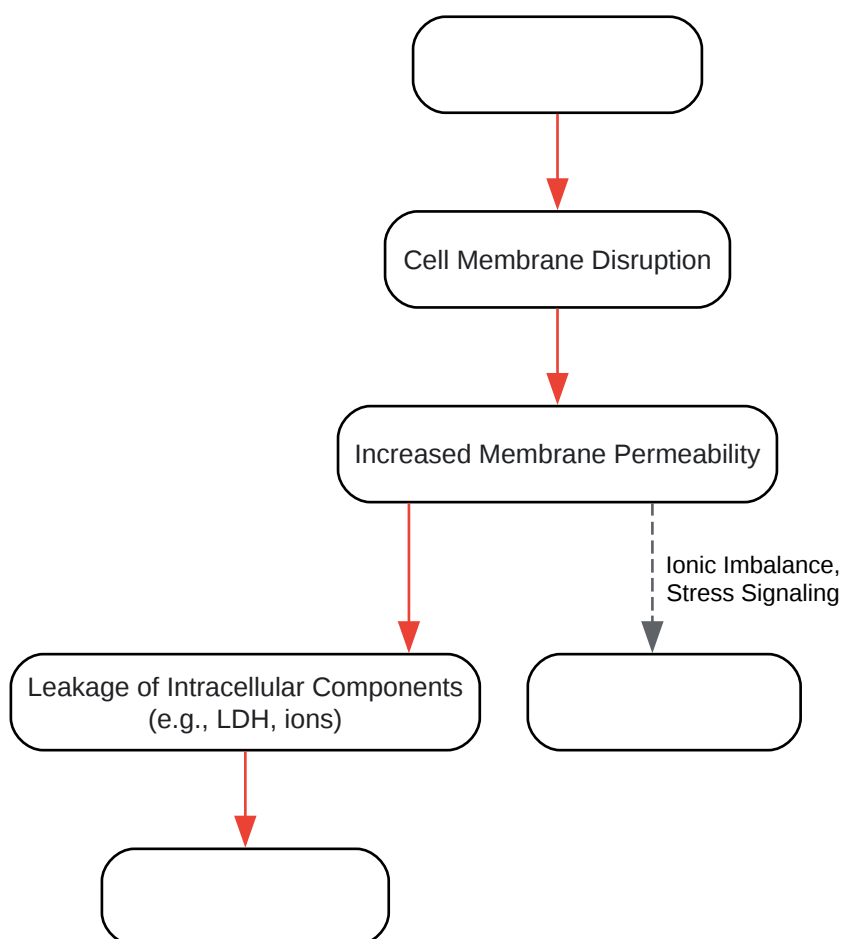 Cell Membrane Disruption
Increased Membrane Permeability
Ionic Imbalance,
Stress Signaling
Leakage of Intracellular Components
(e.g., LDH, ions)